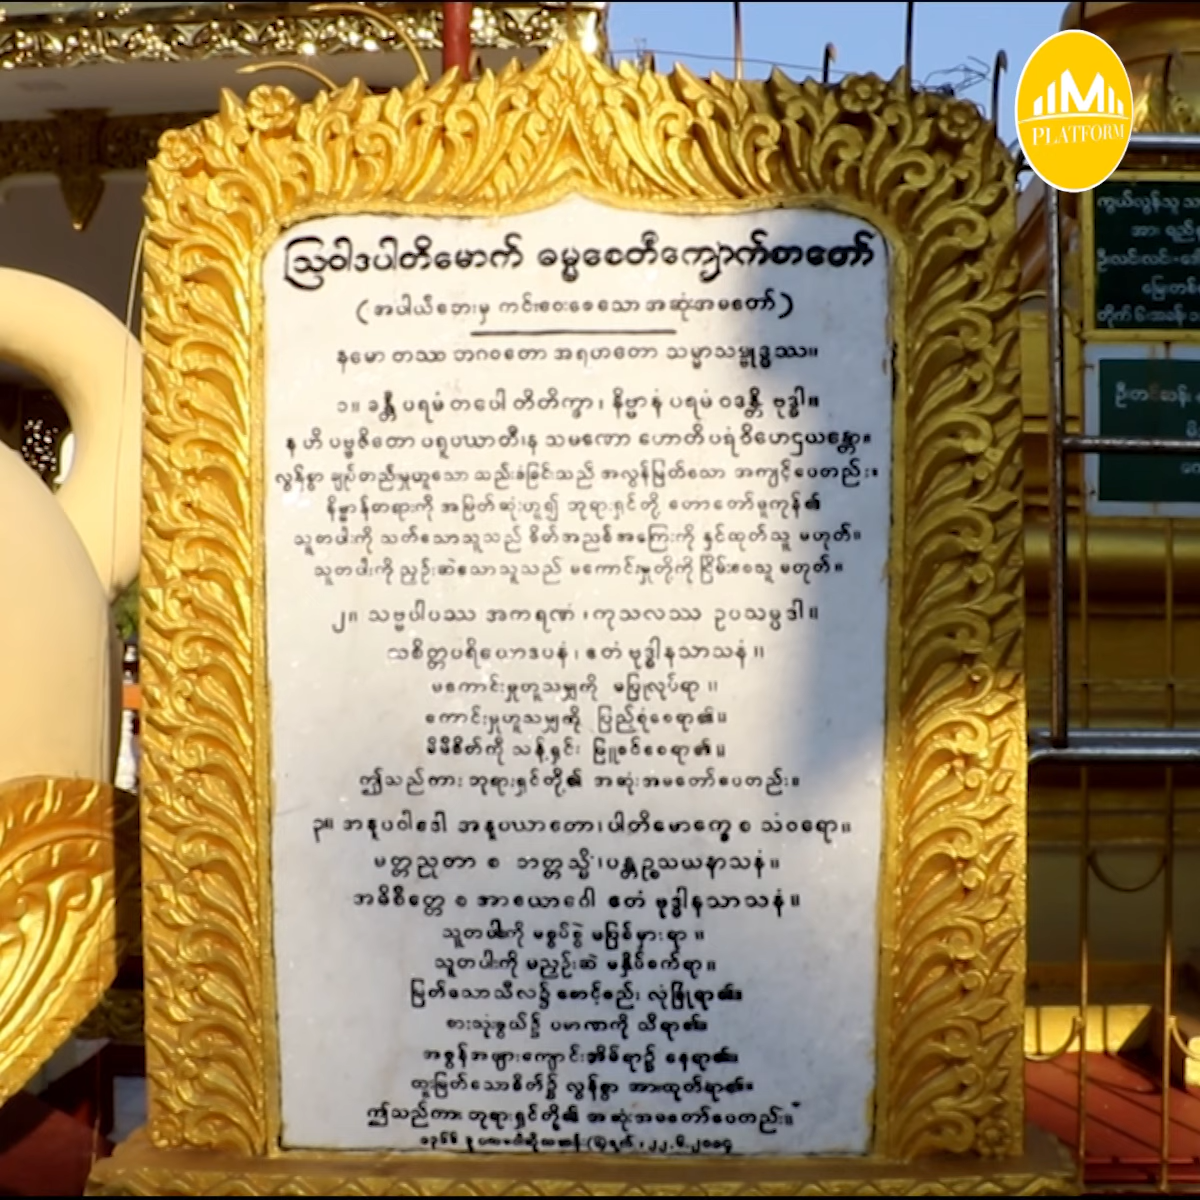 ဩဝါဒပါတိမောက် ဓမ္မစေတီကျောက်စာတော်
(အပါယ်ဘေးမှ ကင်းဝေးစေသော အဆုံးအမတော်)
နမော တဿ ဘဂဝတော အရဟတော သမ္မာသမ္ဗုဒ္ဓဿ။
၁။ ခန္တီ ပရမံ တပေါ တိတိက္ခာ၊ နိဗ္ဗာနံ ပရမံ ဝဒန္တိ ဗုဒ္ဓါ။
န ဟိ ပဗ္ဗဇိတော ပရူပဃာတီ၊ န သမဏော ဟောတိ ပရံ ဝိဟေဌယန္တော။
လွန်စွာ ချုပ်တည်းမှုဟူသော သည်းခံခြင်းသည် အလွန်မြတ်သော အကျင့်ပေတည်း။
နိဗ္ဗာန်တရားကို အမြတ်ဆုံးဟူ၍ ဘုရားရှင်တို့ ဟောတော်မူကုန်၏
သူတပါးကို သတ်သောသူသည် စိတ်အညစ်အကြေးကို နှင်ထုတ်သူ မဟုတ်။
သူတပါးကို ညှဉ်းဆဲသောသူသည် မကောင်းမှုတို့ကို ငြိမ်းစေသူ မဟုတ်။
၂။ သဗ္ဗပါပဿ အကရဏံ ၊ ကုသလဿ ဥပသမ္ပဒါ။
သစိတ္တပရိယောဒပနံ ၊ ဧတံ ဗုဒ္ဓါနသာသနံ ။
မကောင်းမှုဟူသမျှကို မပြုလုပ်ရာ ။
ကောင်းမှုဟူသမျှကို ပြည့်စုံစေရာ၏။
မိမိစိတ်ကို သန့်ရှင်း ဖြူစင်စေရာ၏။
ဤသည်ကား ဘုရားရှင်တို့၏ အဆုံးအမတော်ပေတည်း။
၃။ အနူပဝါဒေါ အနူပဃာတော၊ ပါတိမောက္ခေ စ သံဝရော။
မတ္တညုတာ စ ဘတ္တသ္မိံ၊ ပန္တဥ္စသယနာသနံ။
အဓိစိတ္တေ စ အာယောဂေါ ဧတံ ဗုဒ္ဓါနသာသနံ။
သူတပါးကို မစွပ်စွဲ မပြစ်မှားရာ ။
သူတပါးကို မညှဉ်းဆဲ မနှိပ်စက်ရာ။
မြတ်သောသီလ၌ စောင့်စည်း လုံခြုံရာ၏။
စားသုံးဖွယ်၌ ပမာဏကို သိရာ၏။
အစွန်အဖျားကျောင်းအိမ်ရာ၌ နေရာ၏။
ထူးမြတ်သောစိတ်၌ လွန်စွာ အားထုတ်ရာ၏။
ဤသည်ကား ဘုရားရှင်တို့၏ အဆုံးအမတော်ပေတည်း။
M PLATFORM
ကွယ်လွန်သူ